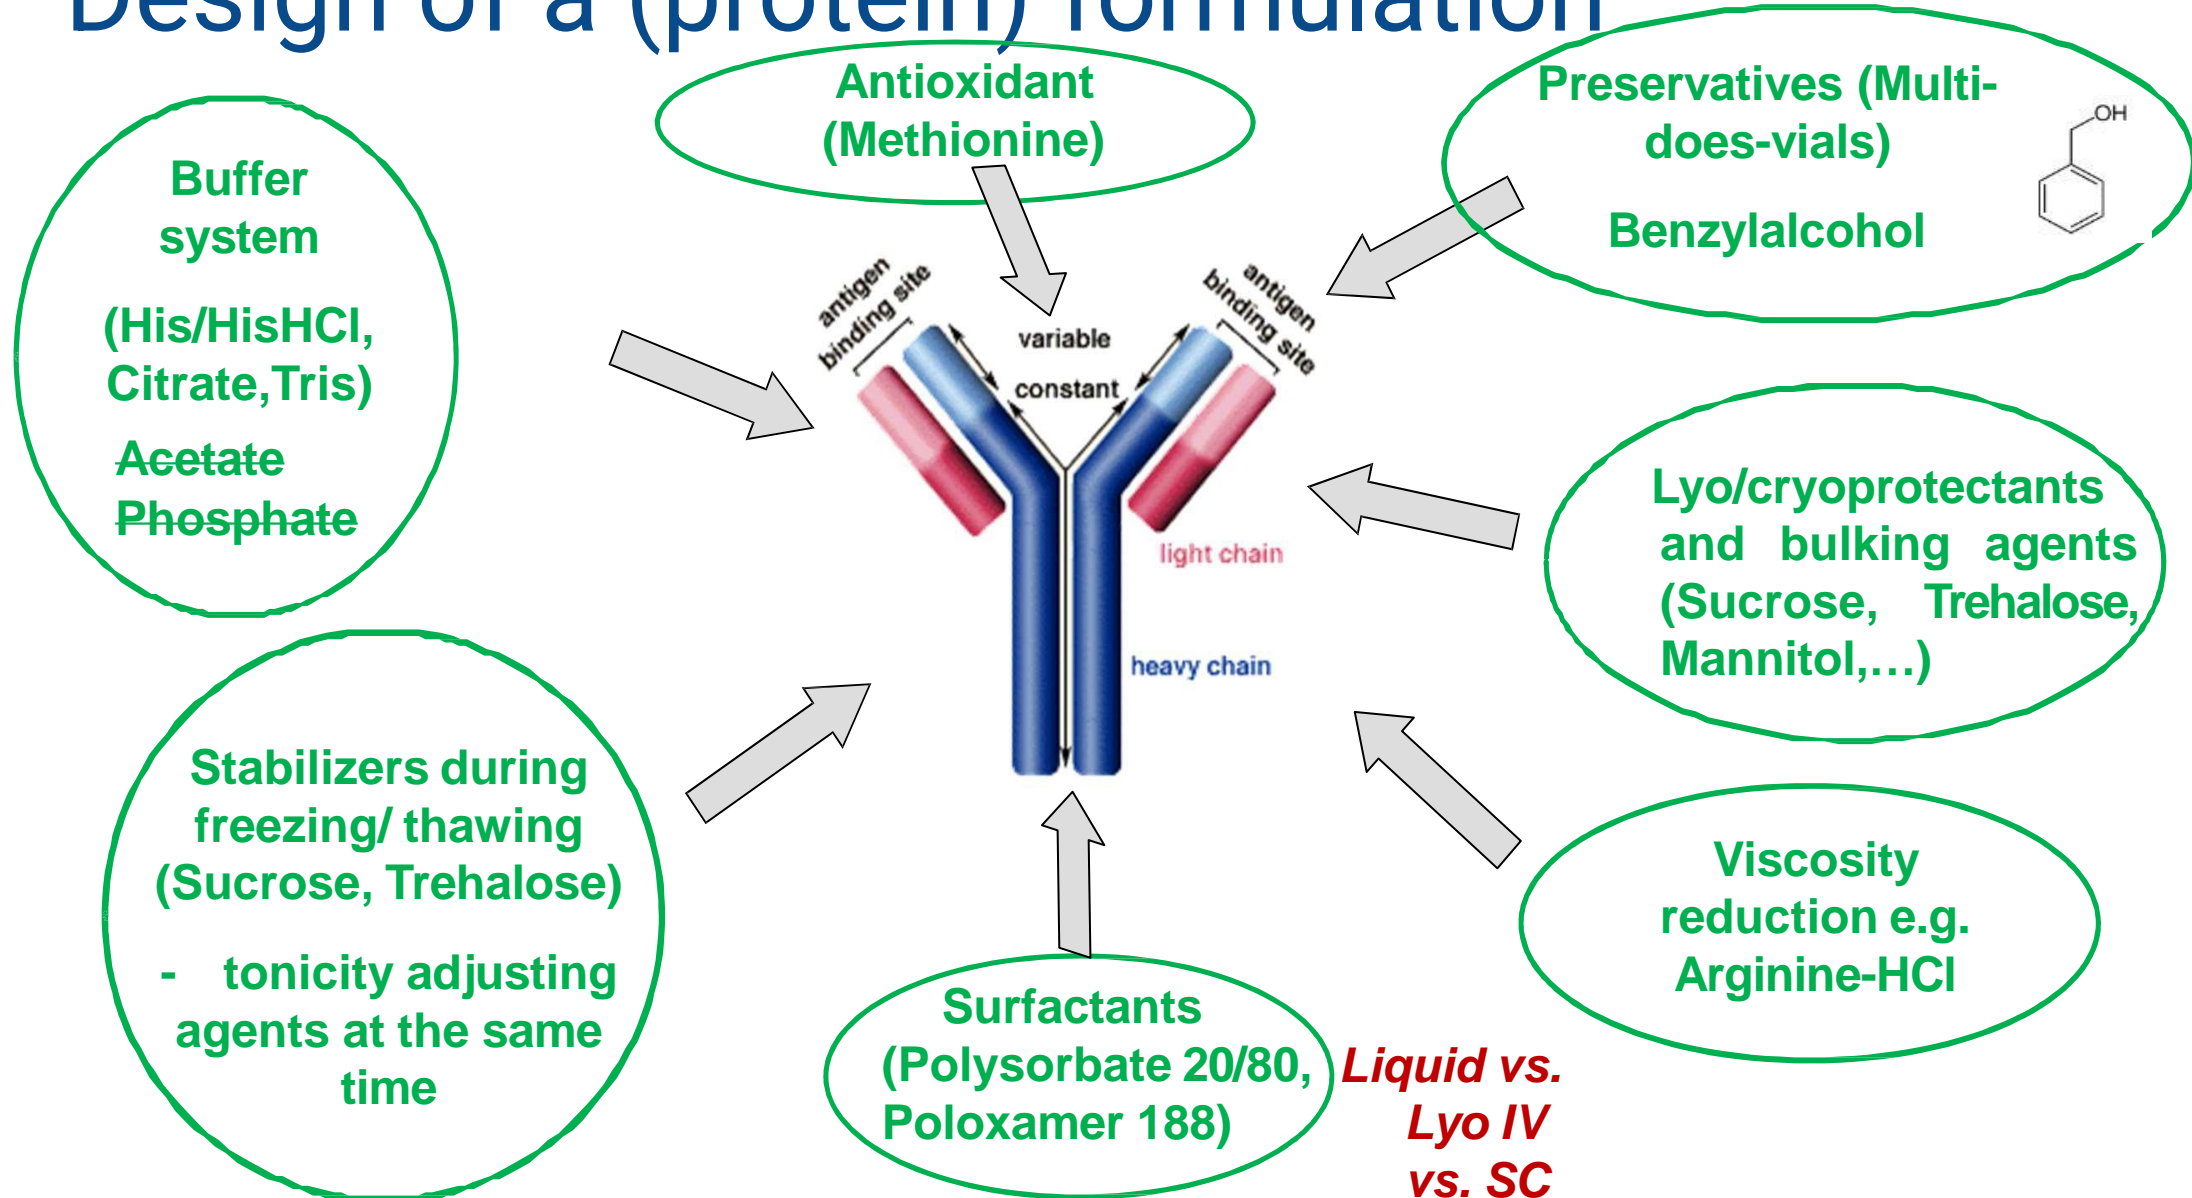 Design of a (protein) formulation
Antioxidant
(Methionine)
Preservatives (Multi-
does-vials)
Benzylalcohol
OH
Buffer
system
(His/HisHCl,
Citrate,Tris)
Acetate
Phosphate
antigen
binding site
variable
constant
antigen
binding site
light chain
heavy chain
Lyo/cryoprotectants
and bulking agents
(Sucrose, Trehalose,
Mannitol,…)
Stabilizers during
freezing/ thawing
(Sucrose, Trehalose)
- tonicity adjusting
agents at the same
time
Viscosity
reduction e.g.
Arginine-HCl
Surfactants
(Polysorbate 20/80,
Poloxamer 188)
Liquid vs.
Lyo IV
vs. SC